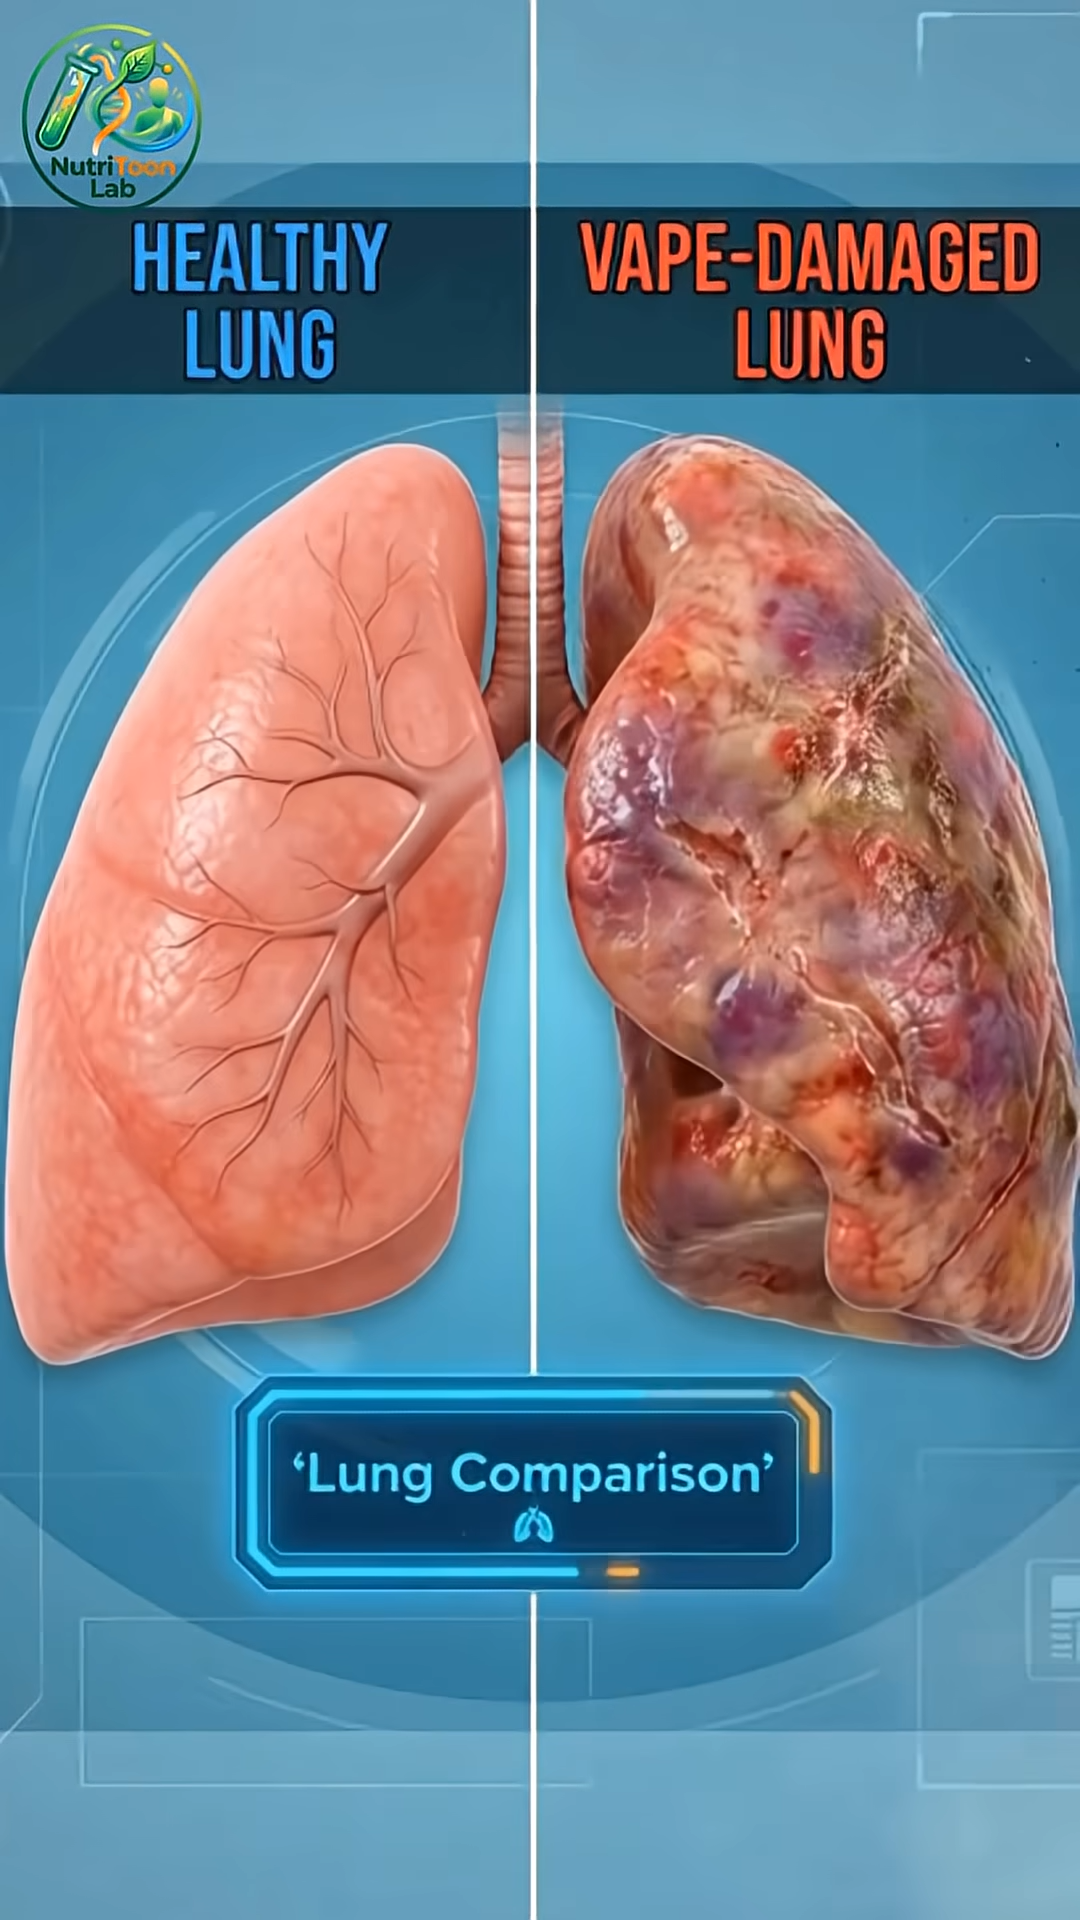 NutriToon
Lab
HEALTHY
LUNG
VAPE-DAMAGED
LUNG
‘Lung Comparison’